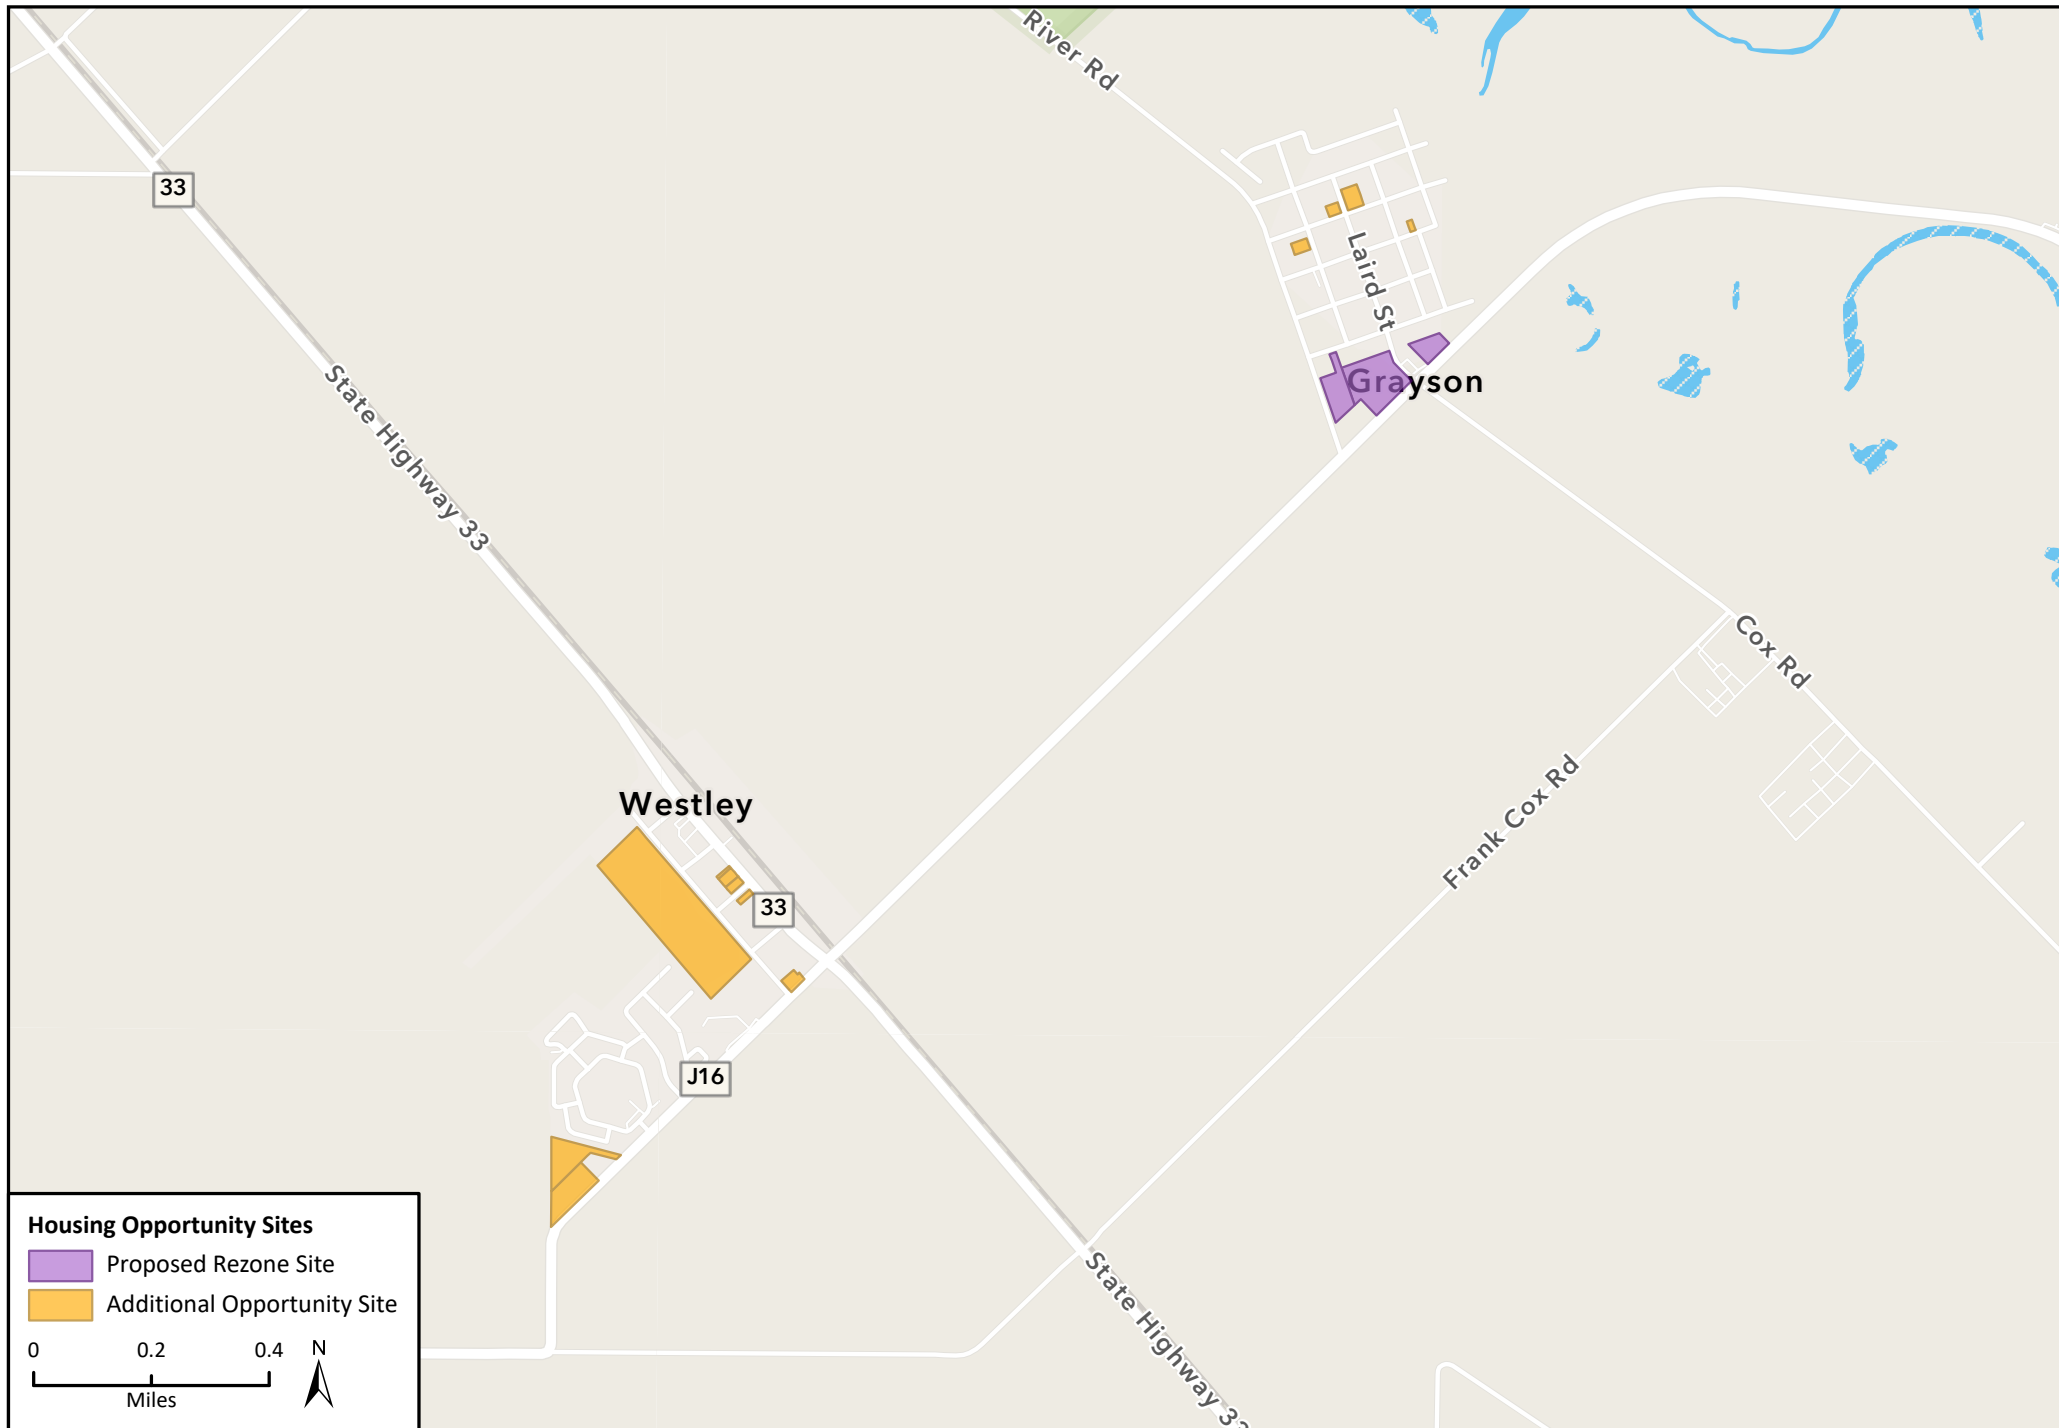 River Rd
33
Laird St
State Highway 33
Grayson
Cox Rd
Frank Cox Rd
Westley
33
J16
State Highway 33
Housing Opportunity Sites
Proposed Rezone Site
Additional Opportunity Site
0 0.2 0.4
Miles
N